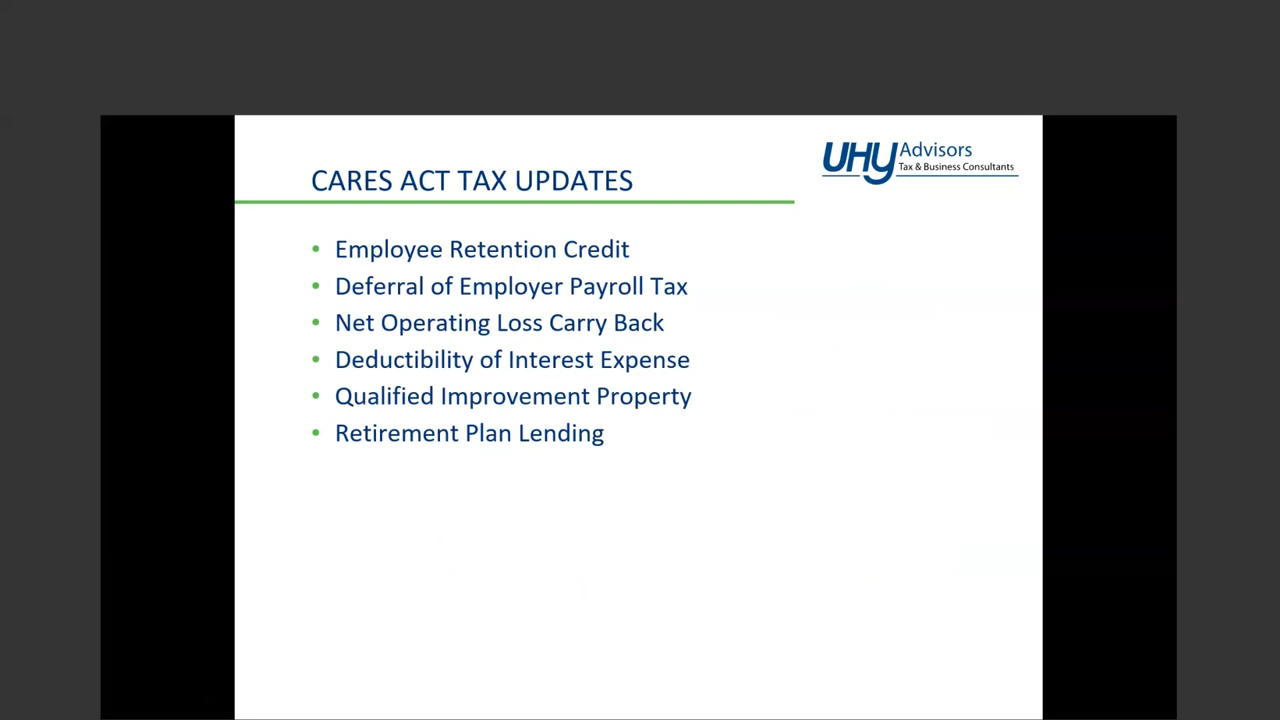 UHY Advisors
Tax & Business Consultants
CARES ACT TAX UPDATES
• Employee Retention Credit
• Deferral of Employer Payroll Tax
• Net Operating Loss Carry Back
• Deductibility of Interest Expense
• Qualified Improvement Property
• Retirement Plan Lending